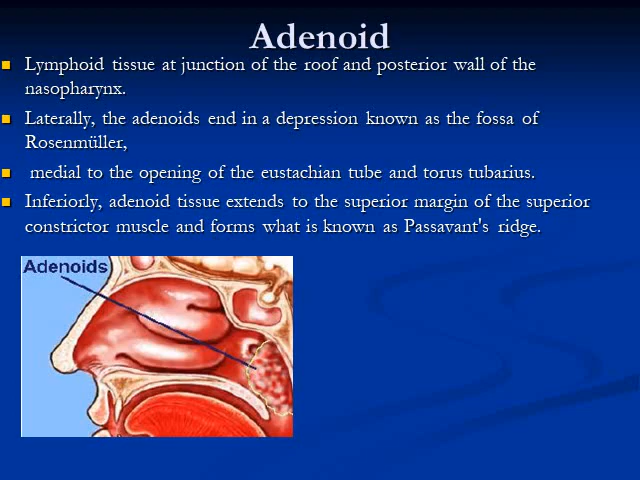 Adenoid
Lymphoid tissue at junction of the roof and posterior wall of the
nasopharynx.
Laterally, the adenoids end in a depression known as the fossa of
Rosenmüller,
medial to the opening of the eustachian tube and torus tubarius.
Inferiorly, adenoid tissue extends to the superior margin of the superior
constrictor muscle and forms what is known as Passavant's ridge.
Adenoids